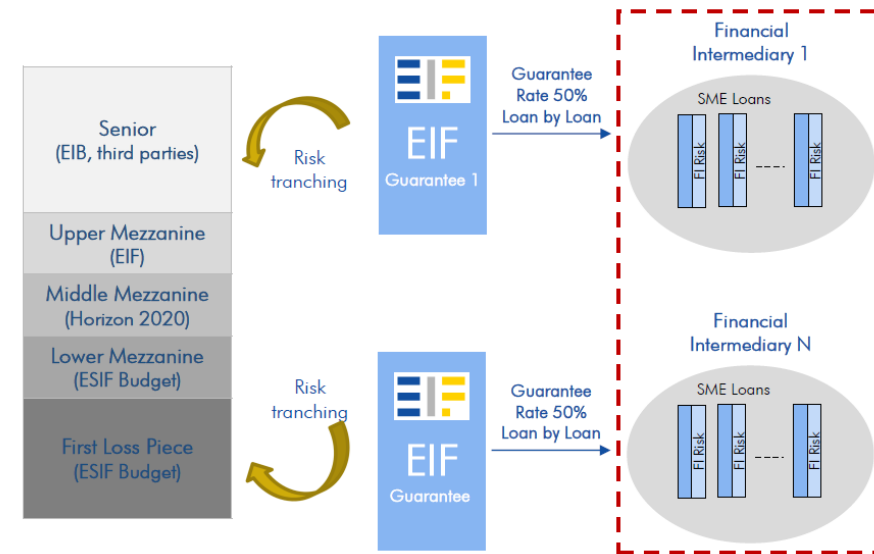 Senior
(EIB, third parties)
Upper Mezzanine
(EIF)
Middle Mezzanine
(Horizon 2020)
Lower Mezzanine
(ESIF Budget)
First Loss Piece
(ESIF Budget)
Risk
tranching
EIF
Guarantee 1
Guarantee
Rate 50%
Loan by Loan
Financial
Intermediary 1
SME Loans
FI Risk
FI Risk
FI Risk
Risk
tranching
EIF
Guarantee
Guarantee
Rate 50%
Loan by Loan
Financial
Intermediary N
SME Loans
FI Risk
FI Risk
FI Risk